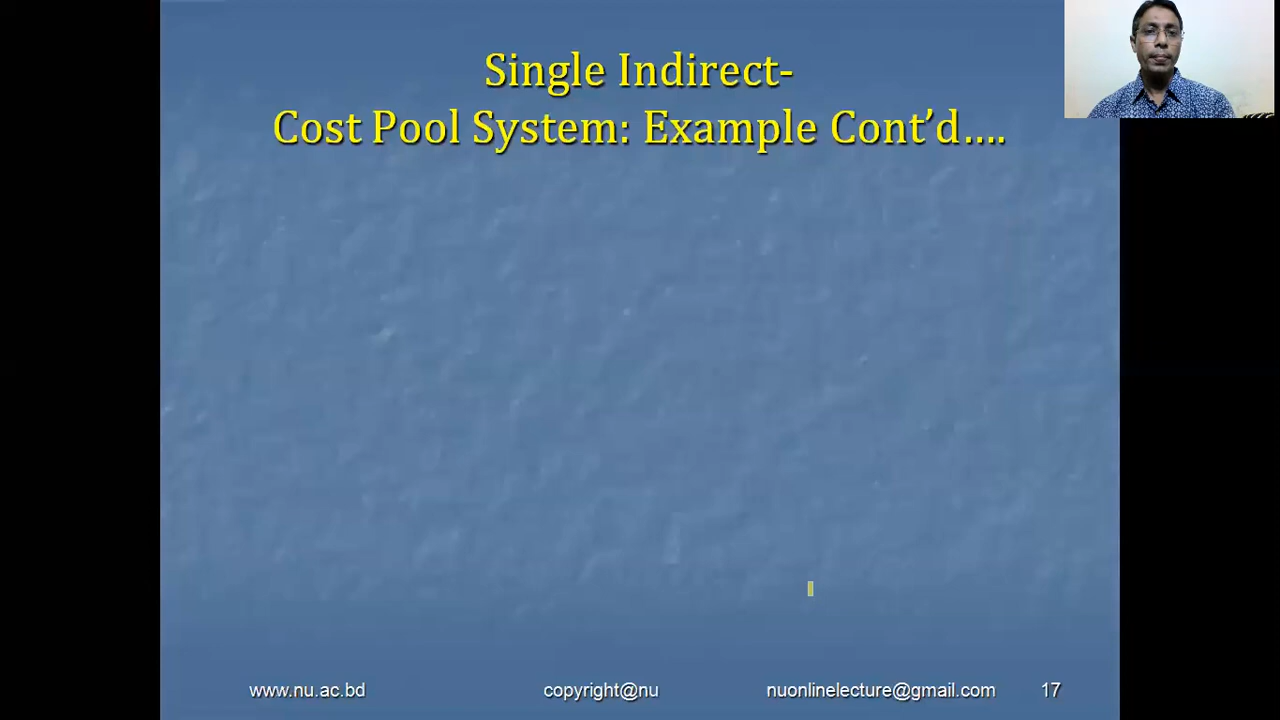 Single Indirect-
Cost Pool System: Example Cont’d….
www.nu.ac.bd copyright@nu nuonlinelecture@gmail.com 17